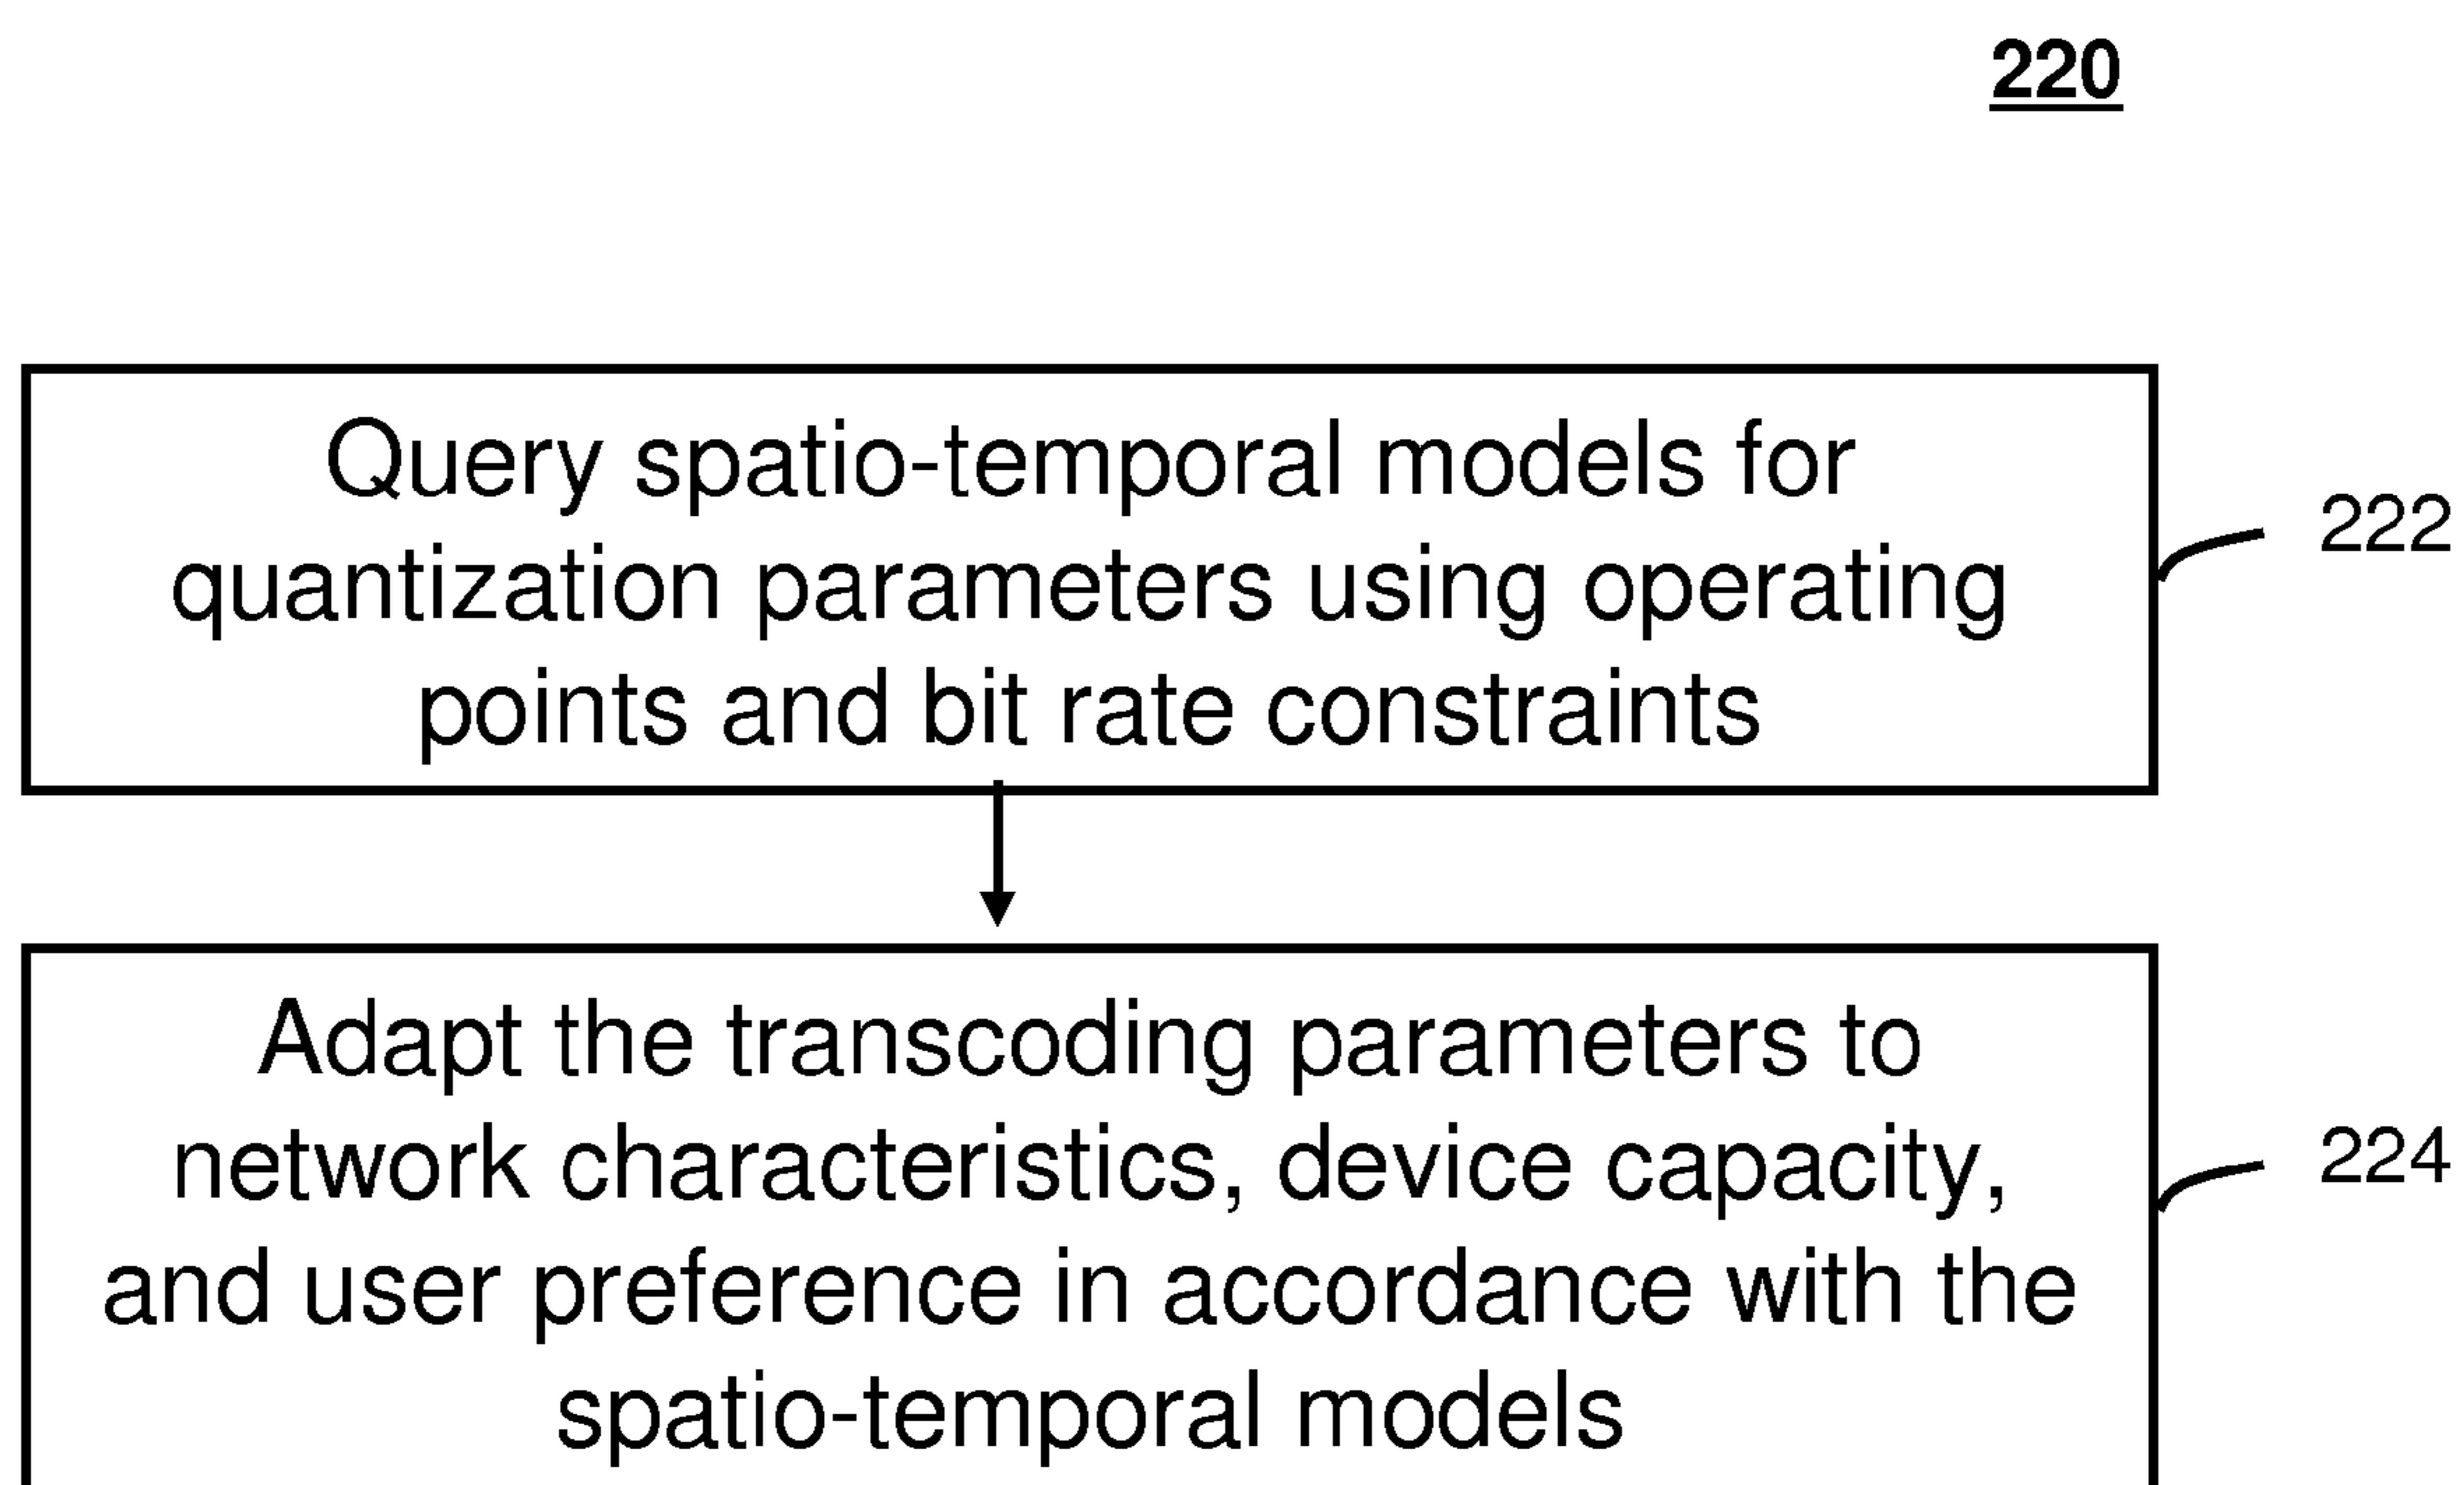 220
Query spatio-temporal models for
quantization parameters using operating
points and bit rate constraints
222
Adapt the transcoding parameters to
network characteristics, device capacity,
and user preference in accordance with the
spatio-temporal models
224